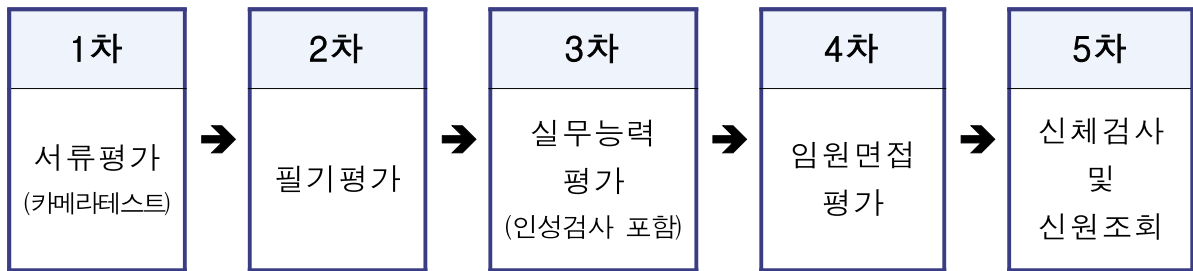 1차
서류평가
(카메라테스트)
2차
필기평가
3차
실무능력
평가
(인성검사 포함)
4차
임원면접
평가
5차
신체검사
및
신원조회